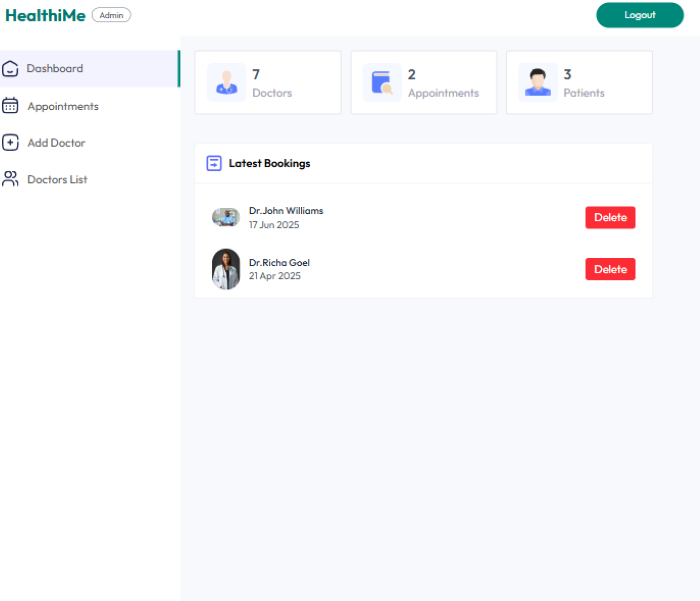 HealthiMe Admin Logout
Dashboard
Appointments
Add Doctor
Doctors List
7
Doctors
2
Appointments
3
Patients
Latest Bookings
Dr.John Williams
17 Jun 2025
Delete
Dr.Richa Goel
21 Apr 2025
Delete